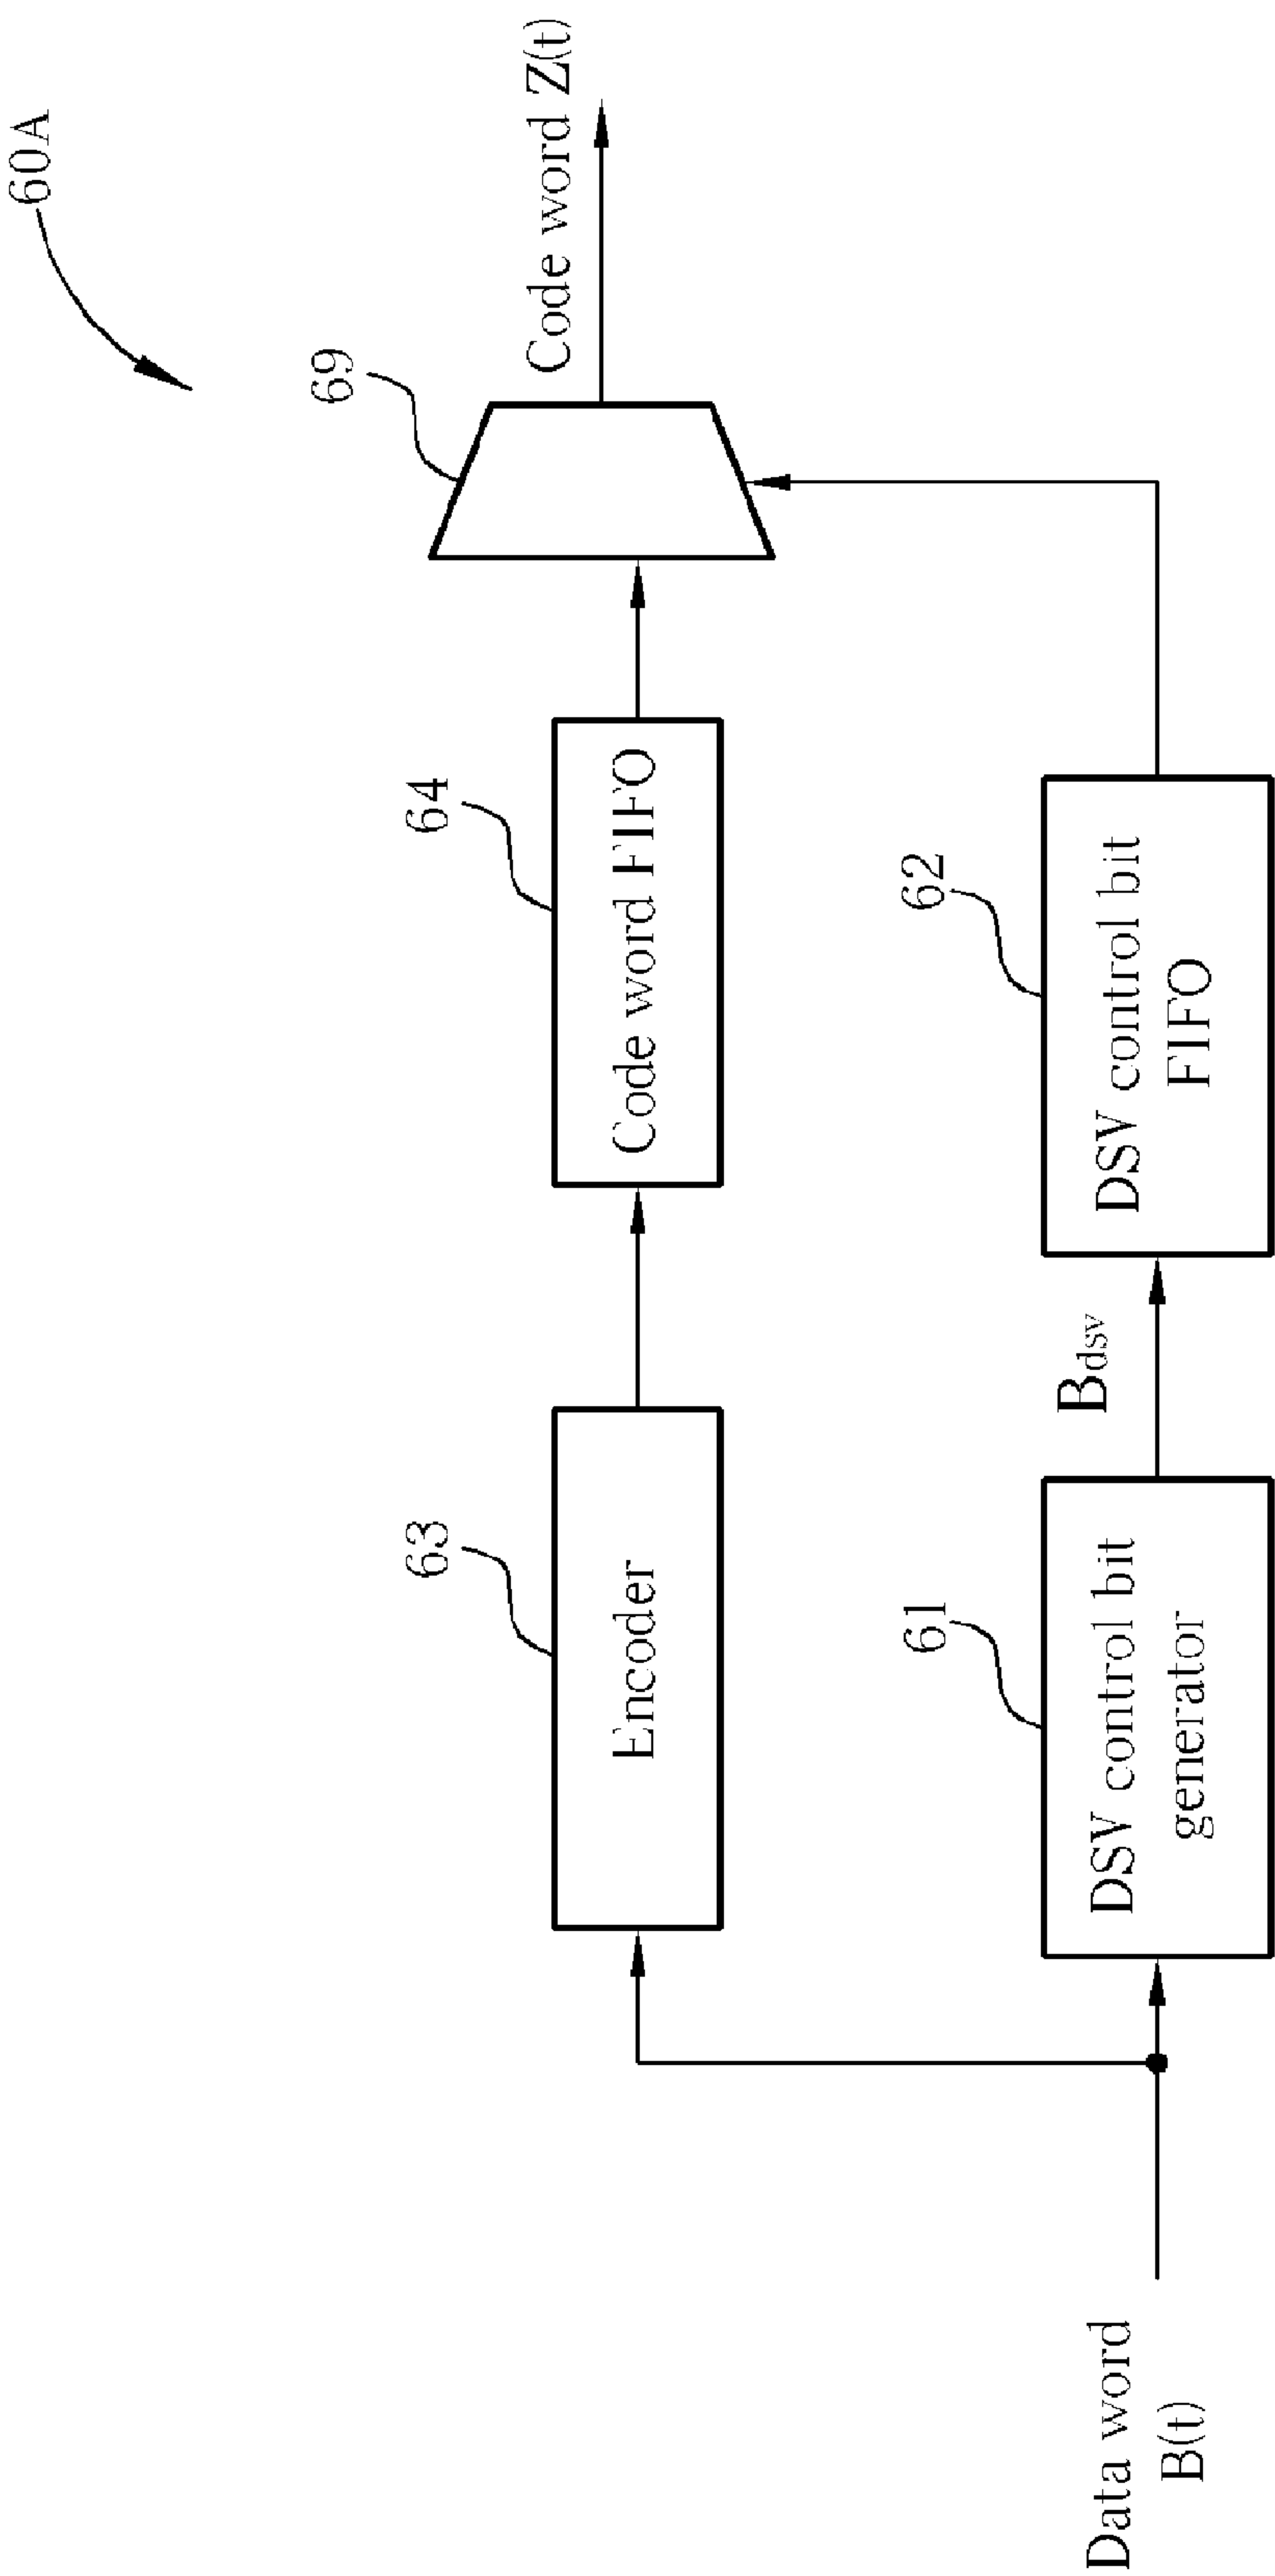 60A
69
Code word Z(t)
63
64
Encoder
Code word FIFO
61
62
Data word
B(t)
DSV control bit
generator
Bdsv
DSV control bit
FIFO